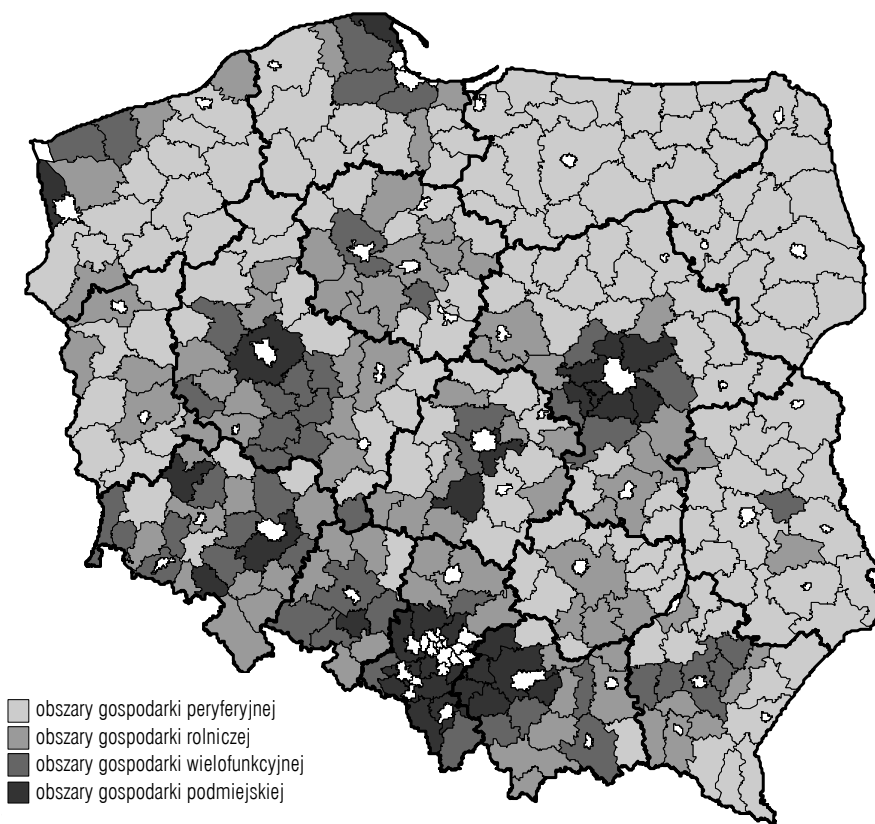 obszary gospodarki peryferyjnej
obszary gospodarki rolniczej
obszary gospodarki wielofunkcyjnej
obszary gospodarki podmiejskiej